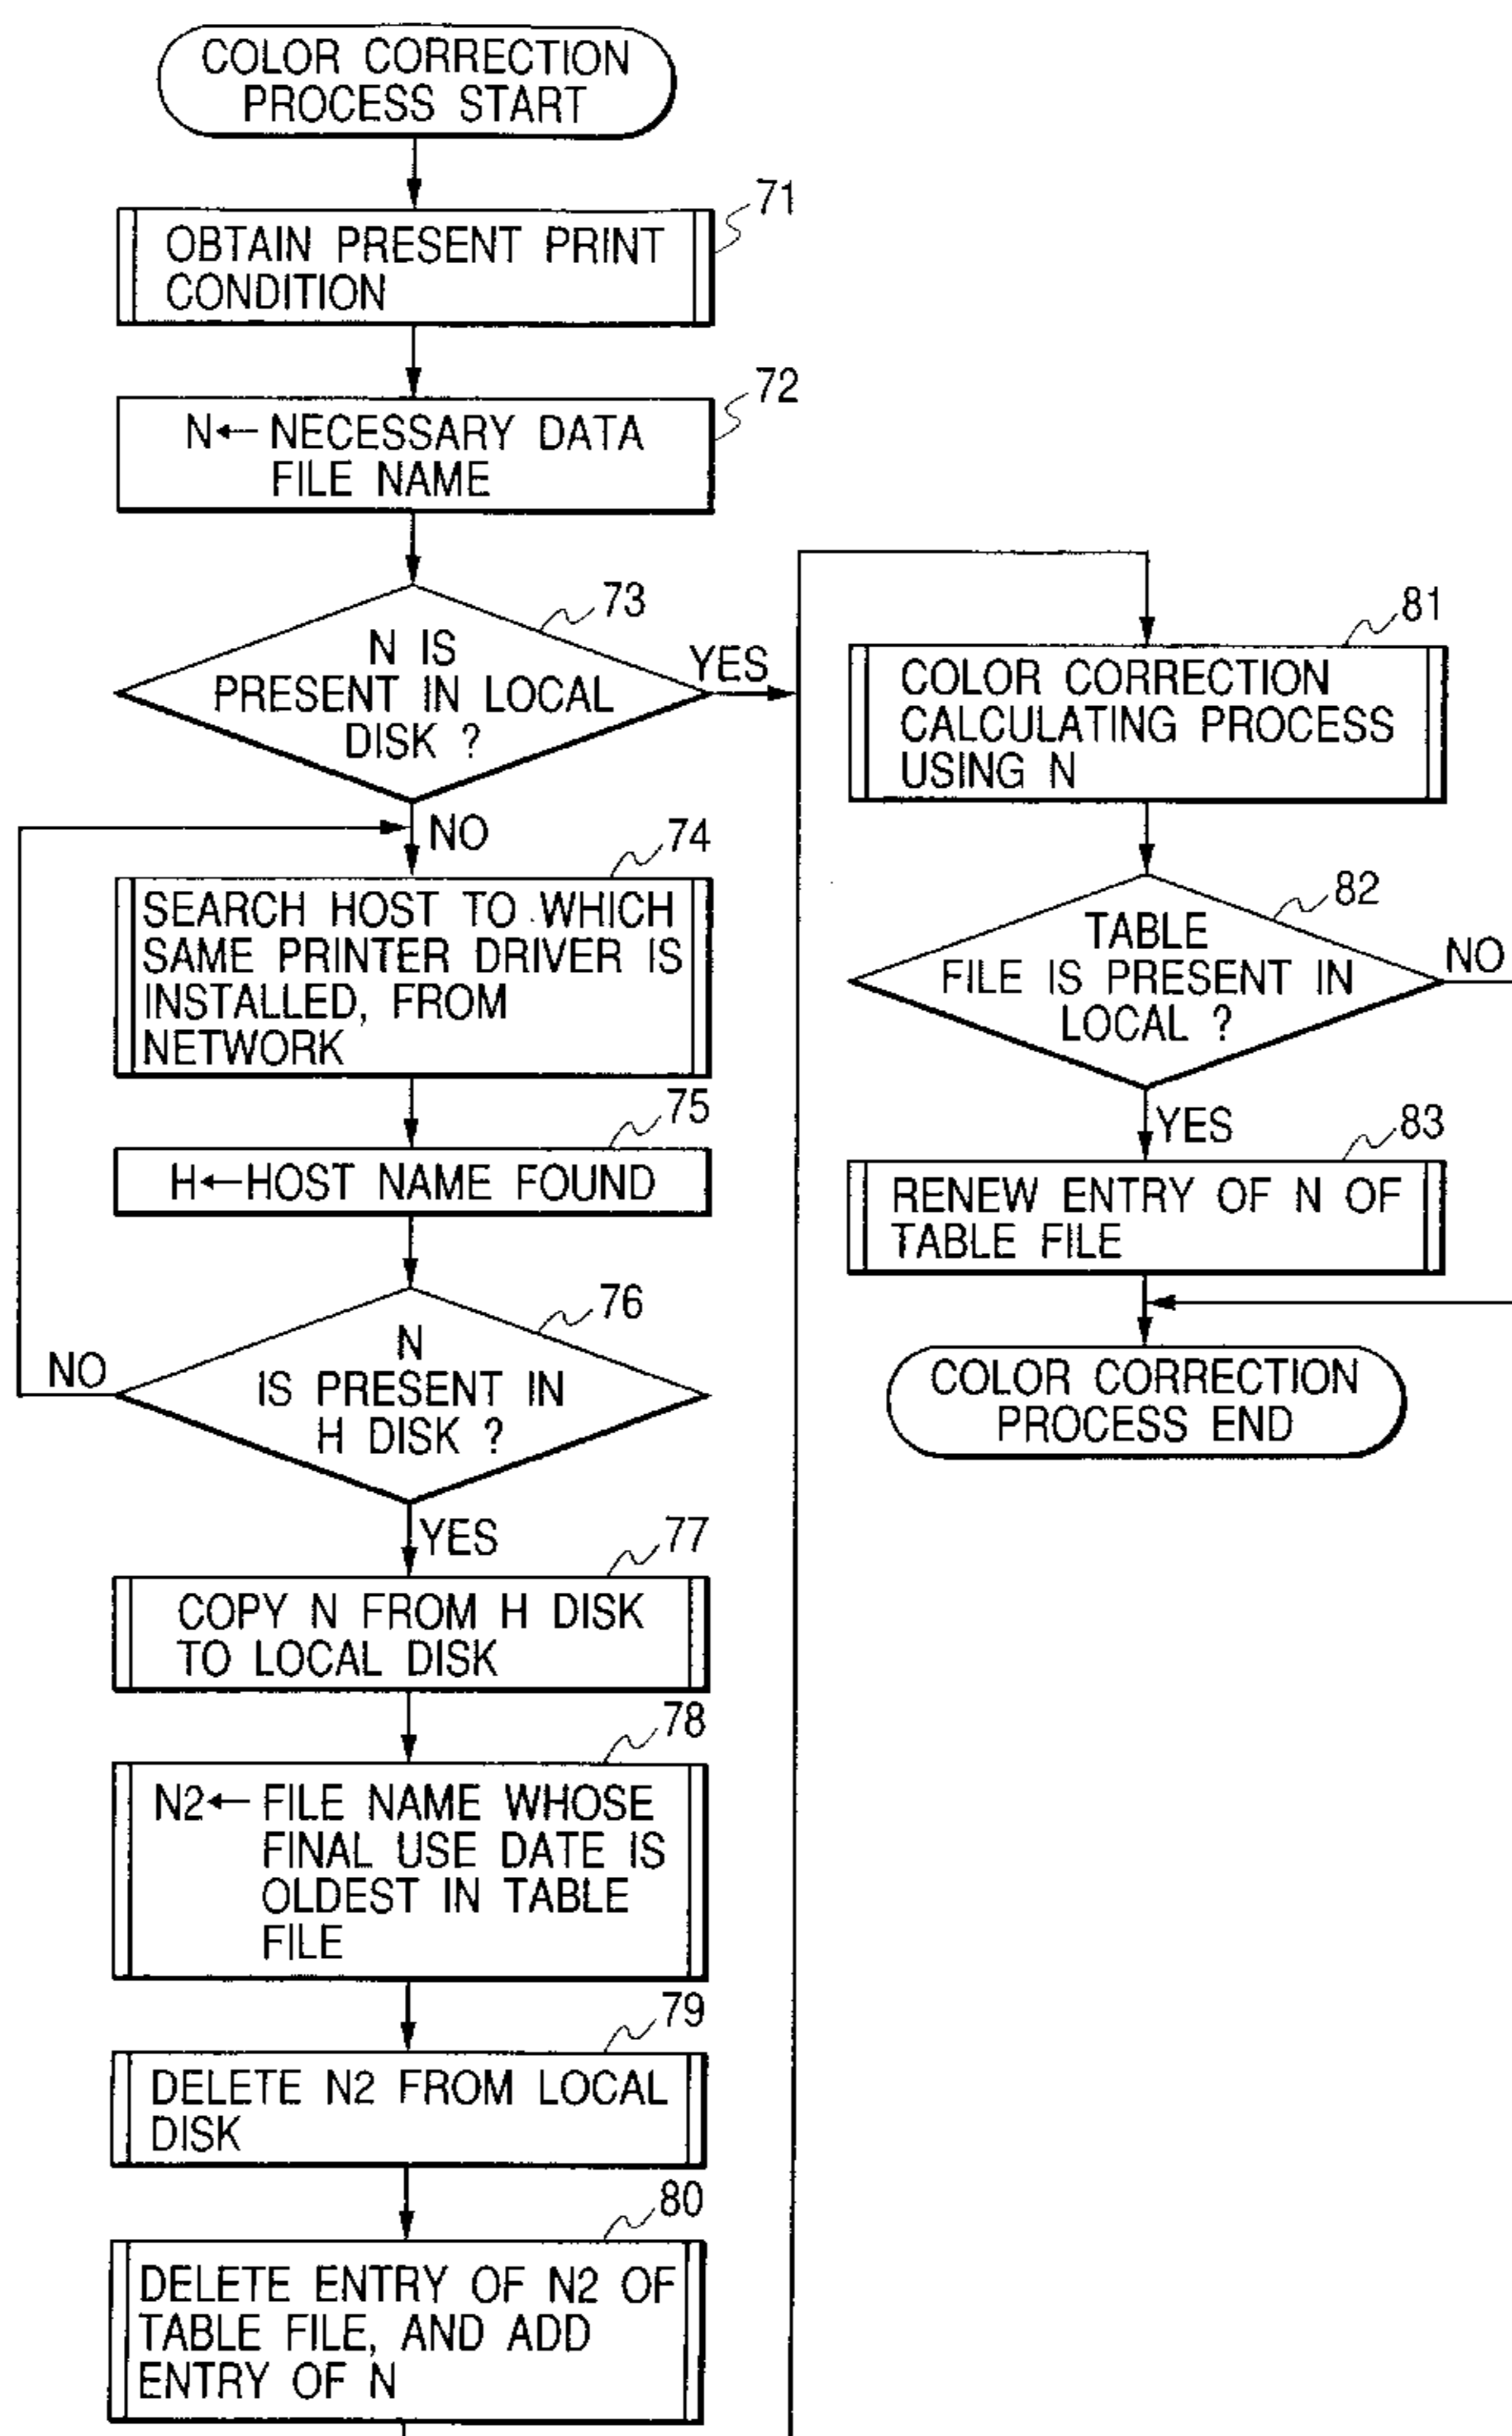 COLOR CORRECTION
PROCESS START
71
OBTAIN PRESENT PRINT
CONDITION
72
N← NECESSARY DATA
FILE NAME
73
N IS
PRESENT IN LOCAL
DISK ?
YES
NO
74
SEARCH HOST TO WHICH
SAME PRINTER DRIVER IS
INSTALLED, FROM
NETWORK
75
H←HOST NAME FOUND
76
N
IS PRESENT IN
H DISK ?
NO
YES
77
COPY N FROM H DISK
TO LOCAL DISK
78
N2← FILE NAME WHOSE
FINAL USE DATE IS
OLDEST IN TABLE
FILE
79
DELETE N2 FROM LOCAL
DISK
80
DELETE ENTRY OF N2 OF
TABLE FILE, AND ADD
ENTRY OF N
81
COLOR CORRECTION
CALCULATING PROCESS
USING N
82
TABLE
FILE IS PRESENT IN
LOCAL ?
NO
YES
83
RENEW ENTRY OF N OF
TABLE FILE
COLOR CORRECTION
PROCESS END